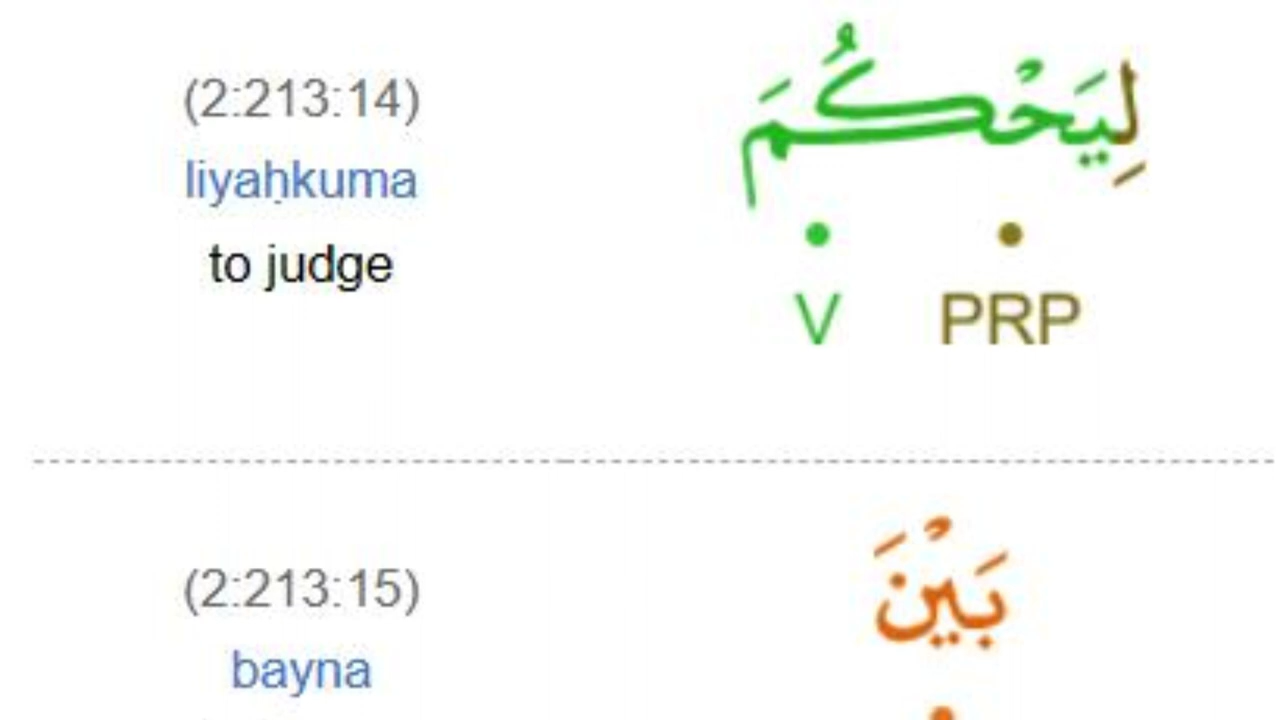 (2:213:14)
liyaḥkuma
to judge
لِيَحْكُمَ
V PRP
(2:213:15)
bayna
بَيْنَ